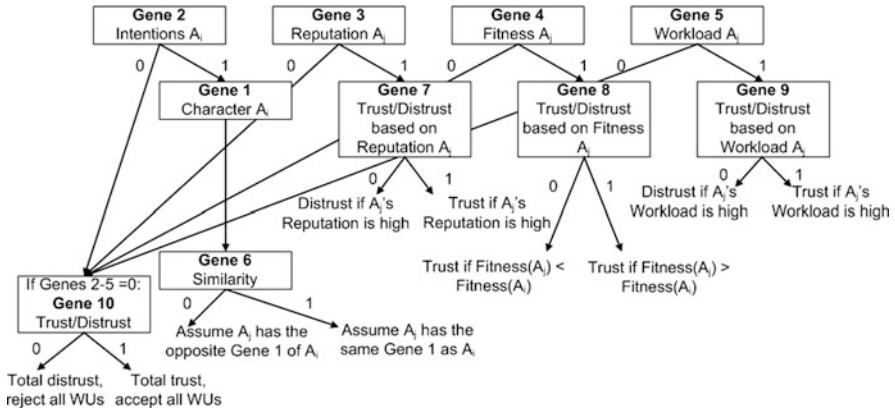 Gene 2
Intentions Aᵢ
Gene 3
Reputation Aⱼ
Gene 4
Fitness Aⱼ
Gene 5
Workload Aⱼ
0
1
0
1
0
1
0
1
Gene 1
Character Aᵢ
Gene 7
Trust/Distrust
based on
Reputation Aⱼ
Gene 8
Trust/Distrust
based on Fitness
Aⱼ
Gene 9
Trust/Distrust
based on
Workload Aⱼ
0
1
Distrust if Aⱼ's
Reputation is high
Trust if Aⱼ's
Reputation is high
0
1
Trust if Fitness(Aⱼ) <
Fitness(Aᵢ)
Trust if Fitness(Aⱼ) >
Fitness(Aᵢ)
0
1
Distrust if Aⱼ's
Workload is high
Trust if Aⱼ's
Workload is high
Gene 6
Similarity
0
1
Assume Aⱼ has the
opposite Gene 1 of Aᵢ
Assume Aⱼ has the
same Gene 1 as Aᵢ
If Genes 2-5 =0:
Gene 10
Trust/Distrust
0
1
Total distrust,
reject all WUs
Total trust,
accept all WUs